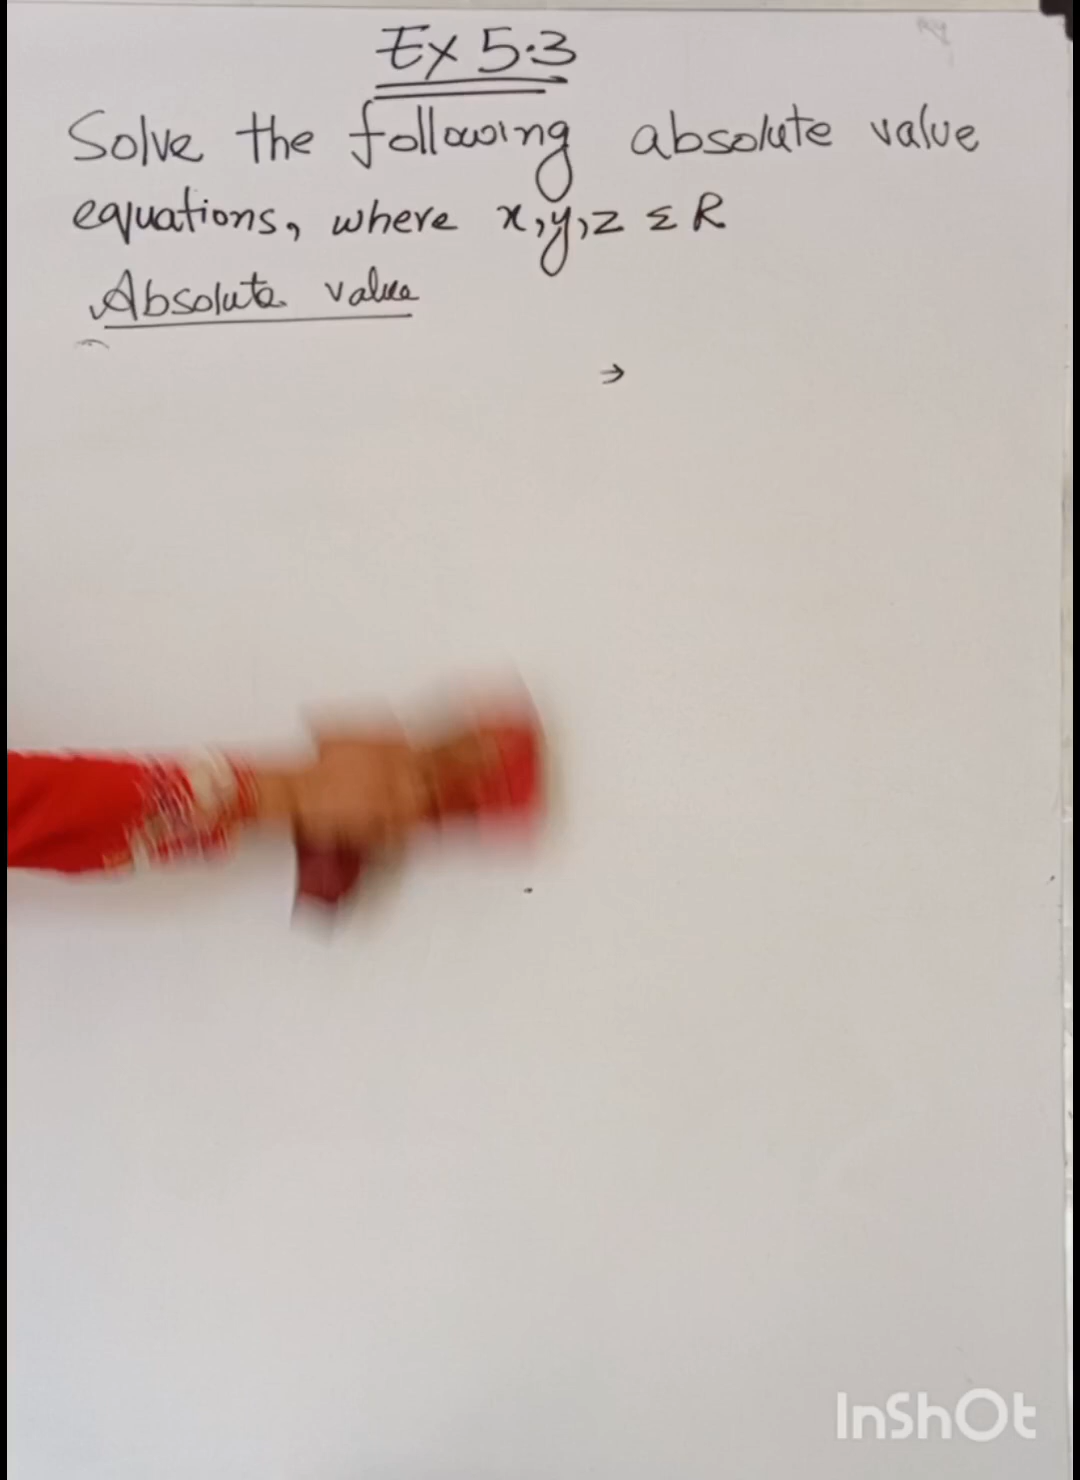 Ex 5.3
Solve the following absolute value
equations, where x, y, z Σ R
Absolute value
→
InShOt